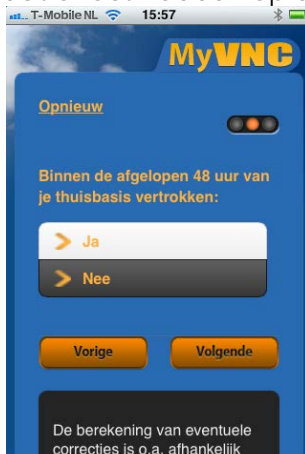 T-Mobile NL 15:57
MyVNC
Opnieuw
Binnen de afgelopen 48 uur van
je thuisbasis vertrokken:
Ja
Nee
Vorige Volgende
De berekening van eventuele
correcties is o.a. afhankelijk